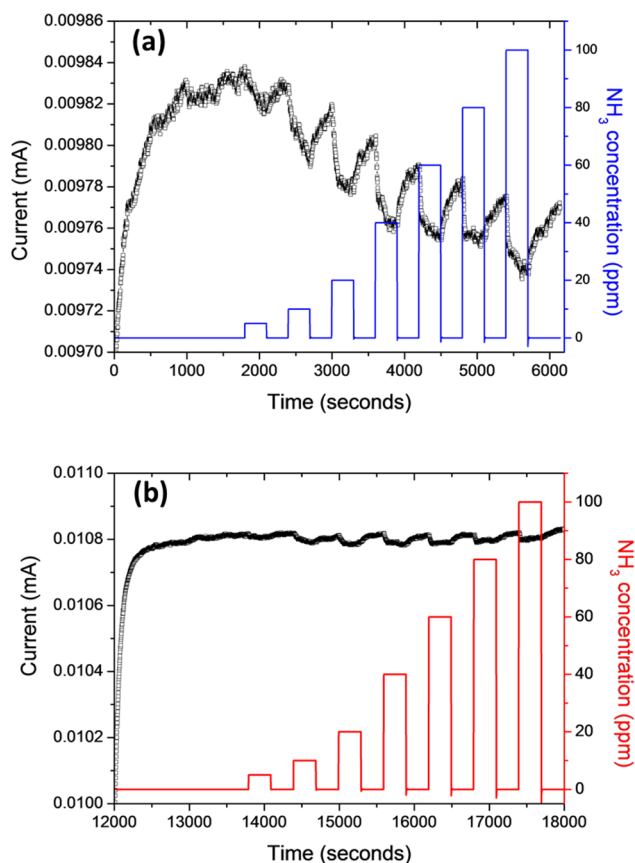 (a)
0.00986
0.00984
0.00982
0.00980
0.00978
0.00976
0.00974
0.00972
0.00970
Current (mA)
100
80
60
40
20
0
NH3 concentration (ppm)
0 1000 2000 3000 4000 5000 6000
Time (seconds)
(b)
0.0110
0.0108
0.0106
0.0104
0.0102
0.0100
Current (mA)
100
80
60
40
20
0
NH3 concentration (ppm)
12000 13000 14000 15000 16000 17000 18000
Time (seconds)